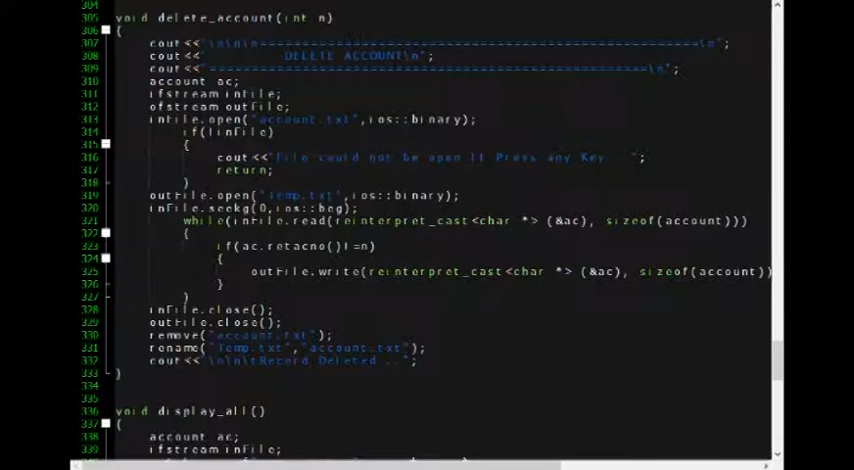 304
305 void delete_account(int n)
306 {
307 cout<<"\n\n\n=====================================================\n";
308 cout<<" DELETE ACCOUNT\n";
309 cout<<"=====================================================\n";
310 account ac;
311 ifstream inFile;
312 ofstream outFile;
313 inFile.open("account.txt",ios::binary);
314 if(!inFile)
315 {
316 cout<<"File could not be open !! Press any Key...";
317 return;
318 }
319 outFile.open("Temp.txt",ios::binary);
320 inFile.seekg(0,ios::beg);
321 while(inFile.read(reinterpret_cast<char *> (&ac), sizeof(account)))
322 {
323 if(ac.retacno()!=n)
324 {
325 outFile.write(reinterpret_cast<char *> (&ac), sizeof(account))
326 }
327 }
328 inFile.close();
329 outFile.close();
330 remove("account.txt");
331 rename("Temp.txt","account.txt");
332 cout<<"\n\n\tRecord Deleted ..";
333 }
334
335
336 void display_all()
337 {
338 account ac;
339 ifstream inFile;